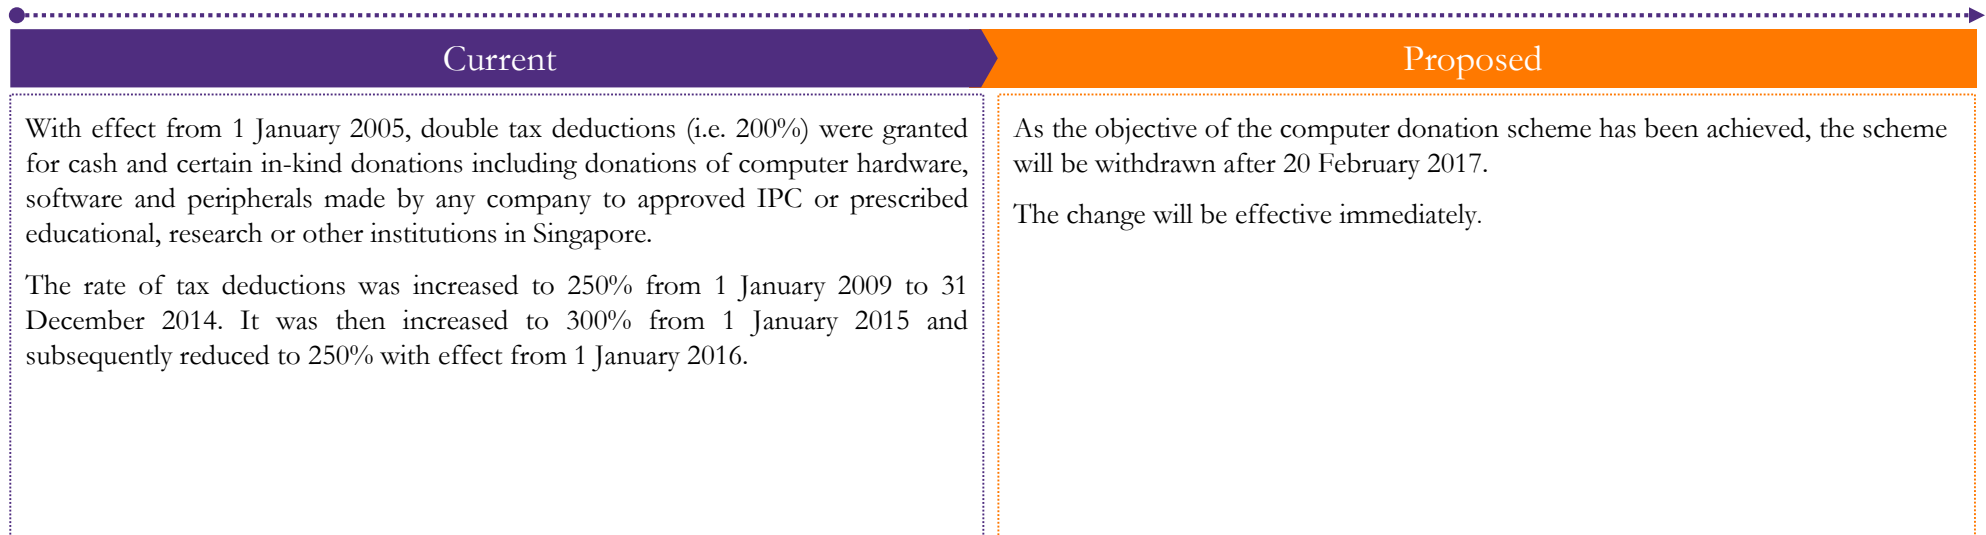 Current
With effect from 1 January 2005, double tax deductions (i.e. 200%) were granted
for cash and certain in-kind donations including donations of computer hardware,
software and peripherals made by any company to approved IPC or prescribed
educational, research or other institutions in Singapore.
The rate of tax deductions was increased to 250% from 1 January 2009 to 31
December 2014. It was then increased to 300% from 1 January 2015 and
subsequently reduced to 250% with effect from 1 January 2016.
Proposed
As the objective of the computer donation scheme has been achieved, the scheme
will be withdrawn after 20 February 2017.
The change will be effective immediately.